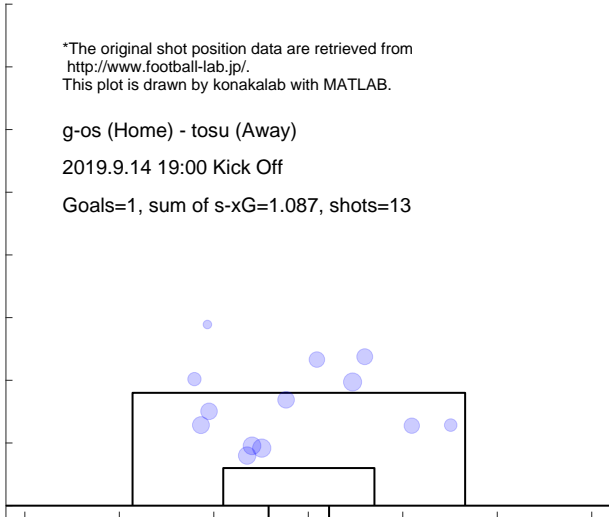 *The original shot position data are retrieved from
http://www.football-lab.jp/.
This plot is drawn by konakalab with MATLAB.
g-os (Home) - tosu (Away)
2019.9.14 19:00 Kick Off
Goals=1, sum of s-xG=1.087, shots=13